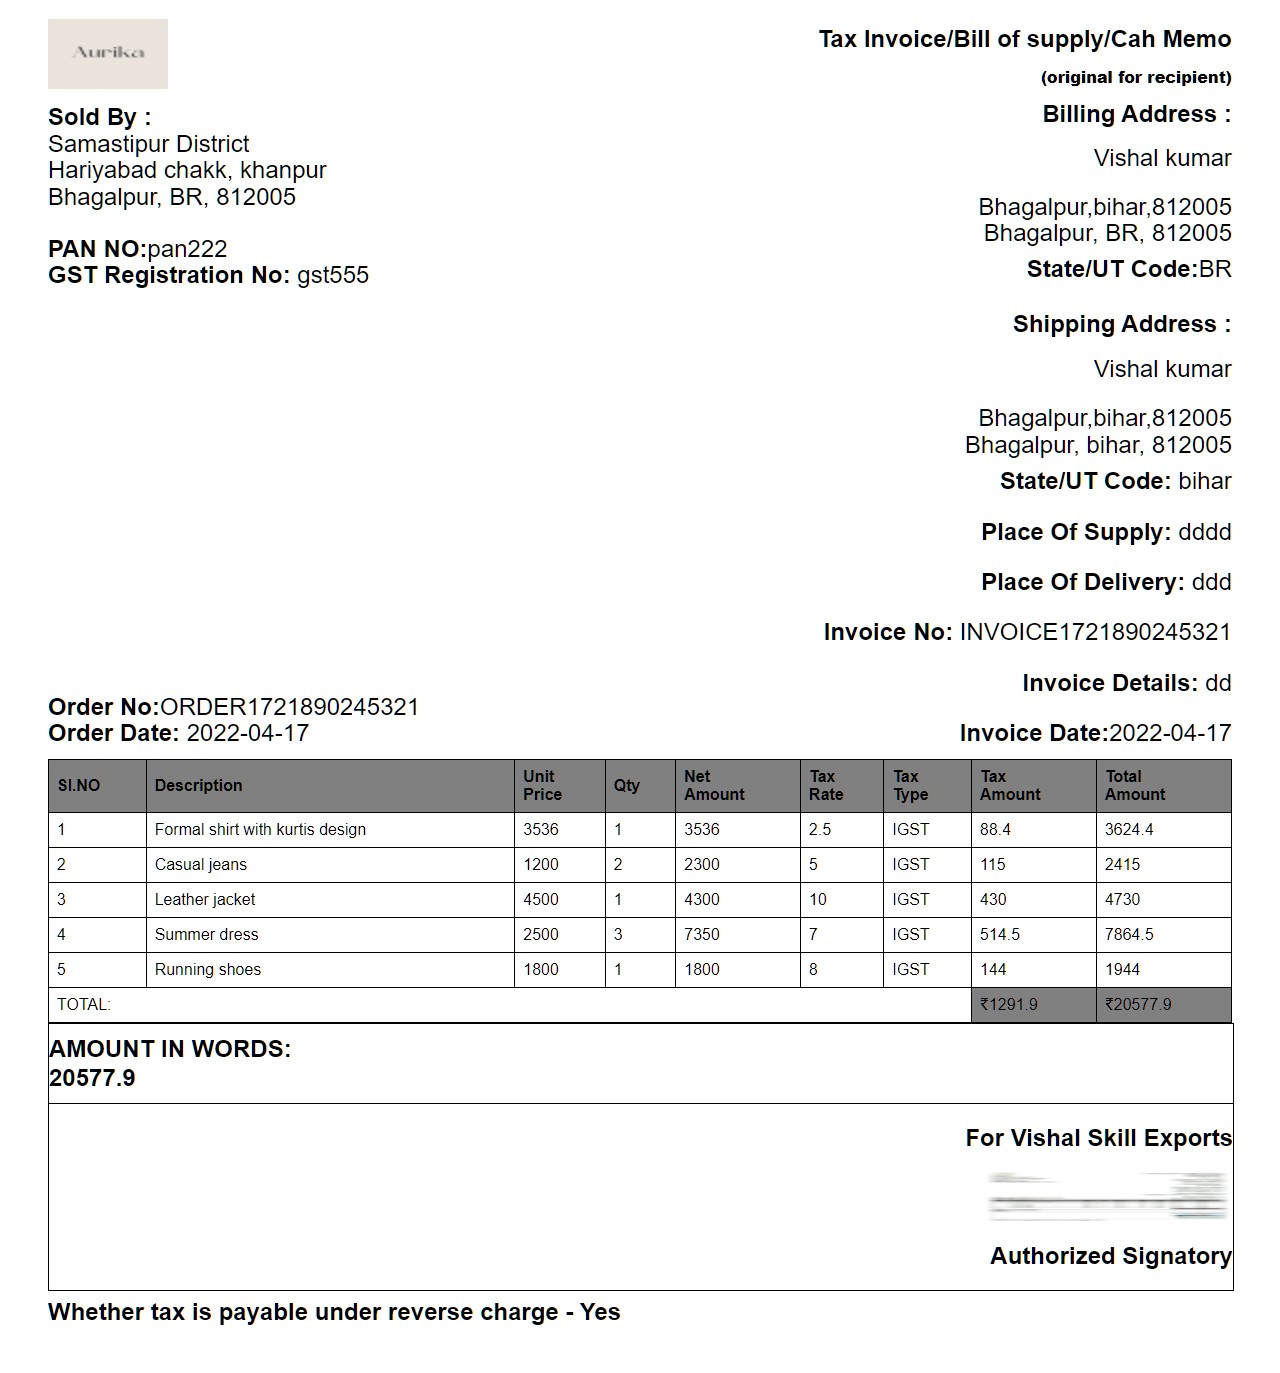 Aurika
Tax Invoice/Bill of supply/Cah Memo
(original for recipient)
Sold By :
Samastipur District
Hariyabad chakk, khanpur
Bhagalpur, BR, 812005
PAN NO:pan222
GST Registration No: gst555
Billing Address :
Vishal kumar
Bhagalpur,bihar,812005
Bhagalpur, BR, 812005
State/UT Code:BR
Shipping Address :
Vishal kumar
Bhagalpur,bihar,812005
Bhagalpur, bihar, 812005
State/UT Code: bihar
Place Of Supply: dddd
Place Of Delivery: ddd
Invoice No: INVOICE1721890245321
Invoice Details: dd
Order No:ORDER1721890245321
Order Date: 2022-04-17
Invoice Date:2022-04-17
SI.NO Description Unit Price Qty Net Amount Tax Rate Tax Type Tax Amount Total Amount
1 Formal shirt with kurtis design 3536 1 3536 2.5 IGST 88.4 3624.4
2 Casual jeans 1200 2 2300 5 IGST 115 2415
3 Leather jacket 4500 1 4300 10 IGST 430 4730
4 Summer dress 2500 3 7350 7 IGST 514.5 7864.5
5 Running shoes 1800 1 1800 8 IGST 144 1944
TOTAL: ₹1291.9 ₹20577.9
AMOUNT IN WORDS:
20577.9
For Vishal Skill Exports
Authorized Signatory
Whether tax is payable under reverse charge - Yes